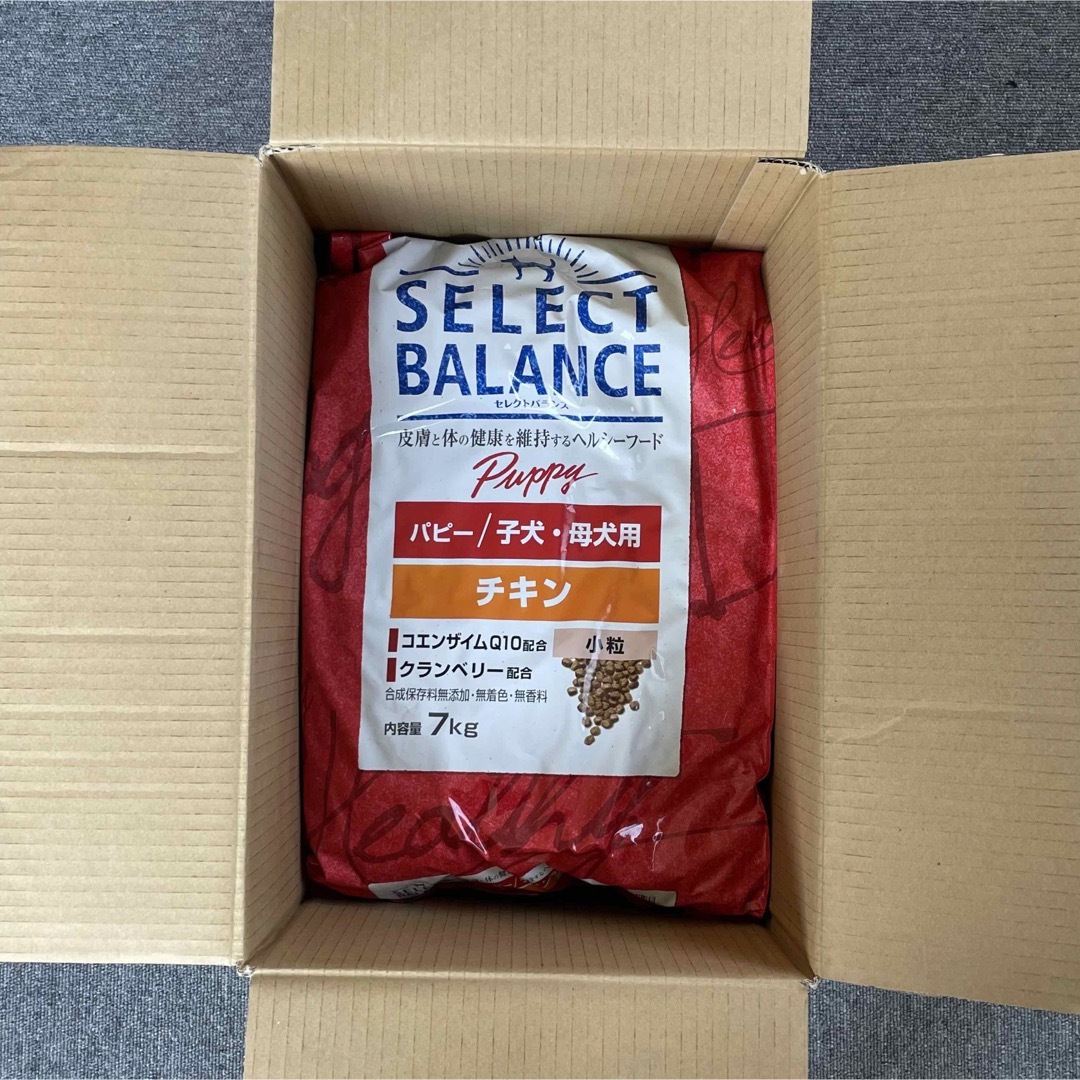 SELECT
BALANCE
セレクトバランス
皮膚と体の健康を維持するヘルシーフード
Puppy
パピー/子犬・母犬用
チキン
コエンザイムQ10配合
小粒
クランベリー配合
合成保存料無添加・無着色・無香料
内容量 7kg
Health